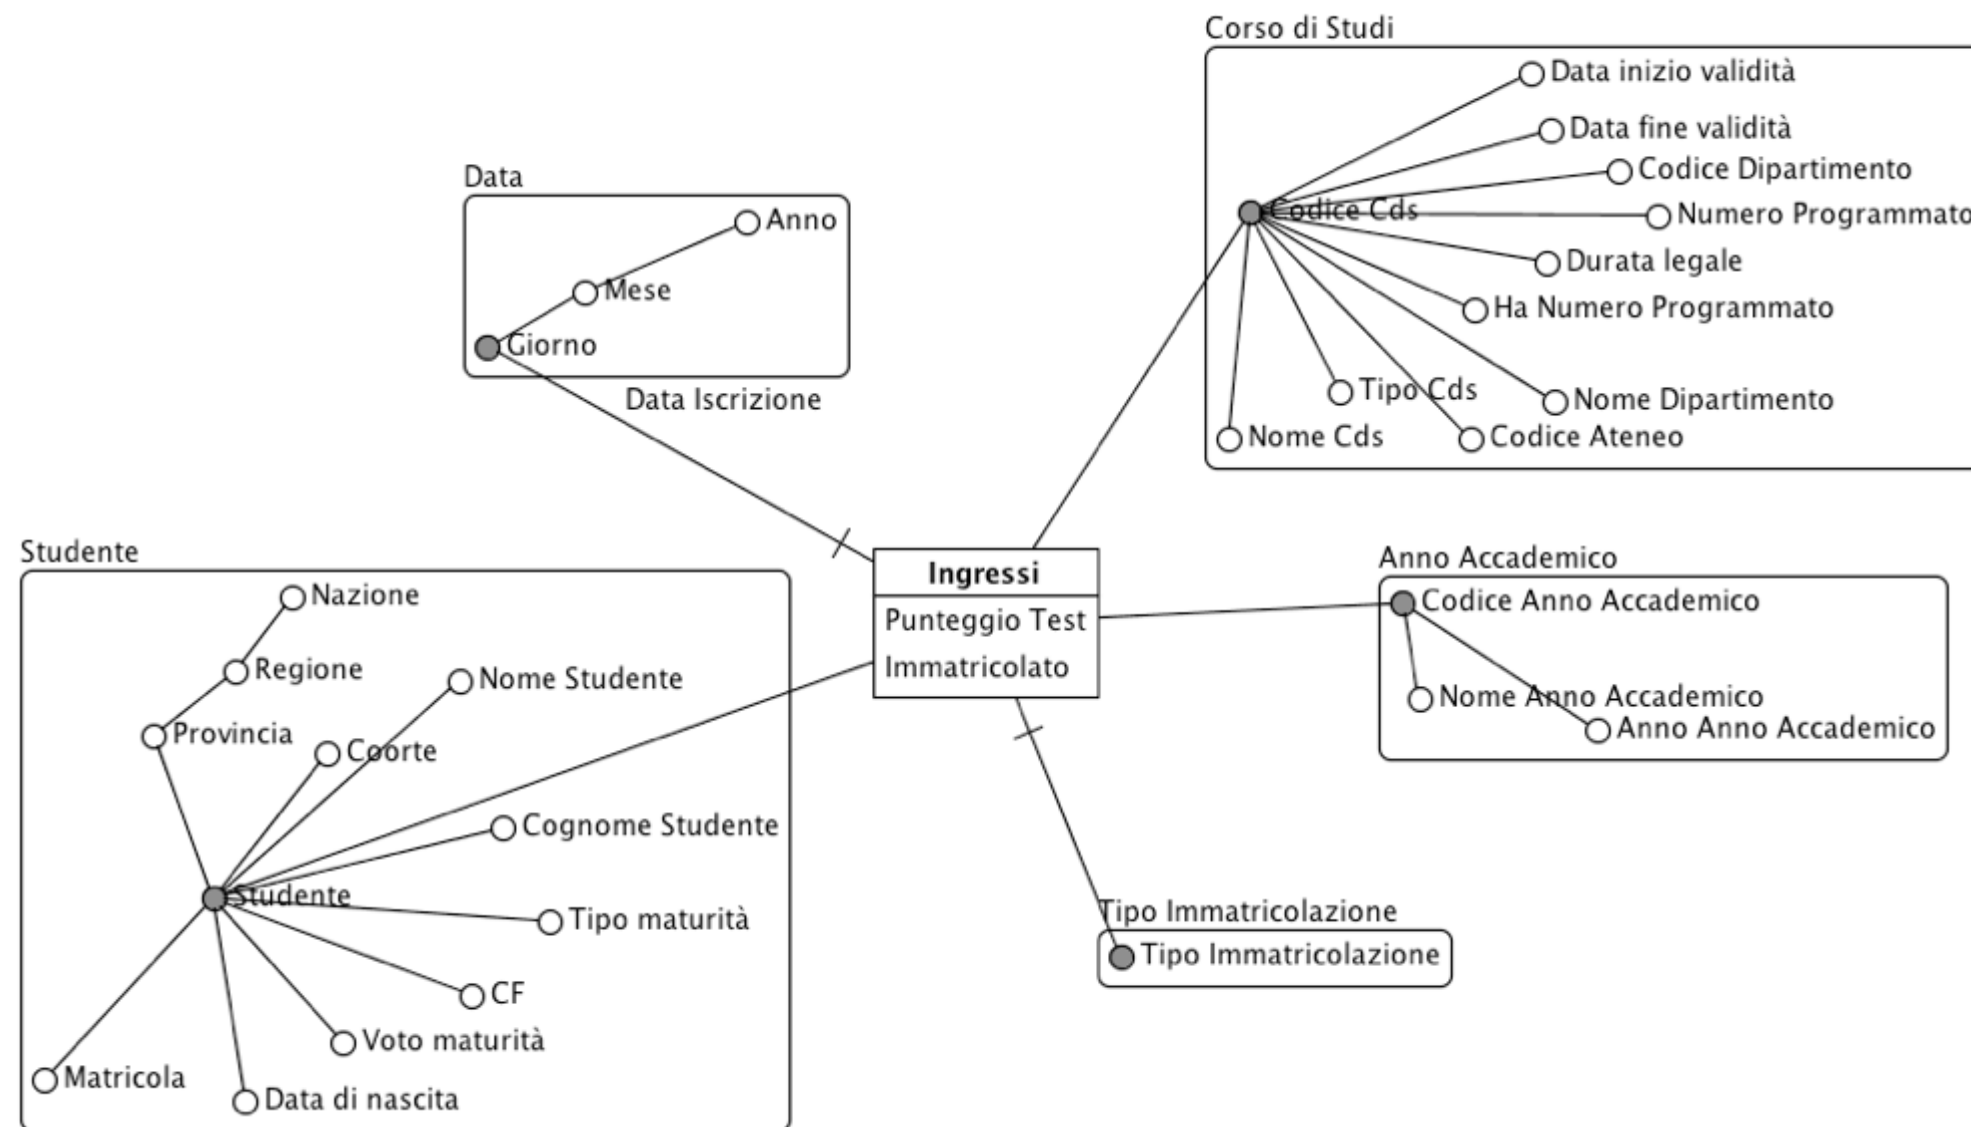 Corso di Studi
Data inizio validità
Data fine validità
Codice Dipartimento
Codice Cds
Numero Programmato
Durata legale
Ha Numero Programmato
Tipo Cds
Nome Dipartimento
Nome Cds
Codice Ateneo
Data
Anno
Mese
Giorno
Data Iscrizione
Ingressi
Punteggio Test
Immatricolato
Anno Accademico
Codice Anno Accademico
Nome Anno Accademico
Anno Anno Accademico
Studente
Nazione
Regione
Nome Studente
Provincia
Coorte
Cognome Studente
Studente
Tipo maturità
CF
Voto maturità
Matricola
Data di nascita
Tipo Immatricolazione
Tipo Immatricolazione